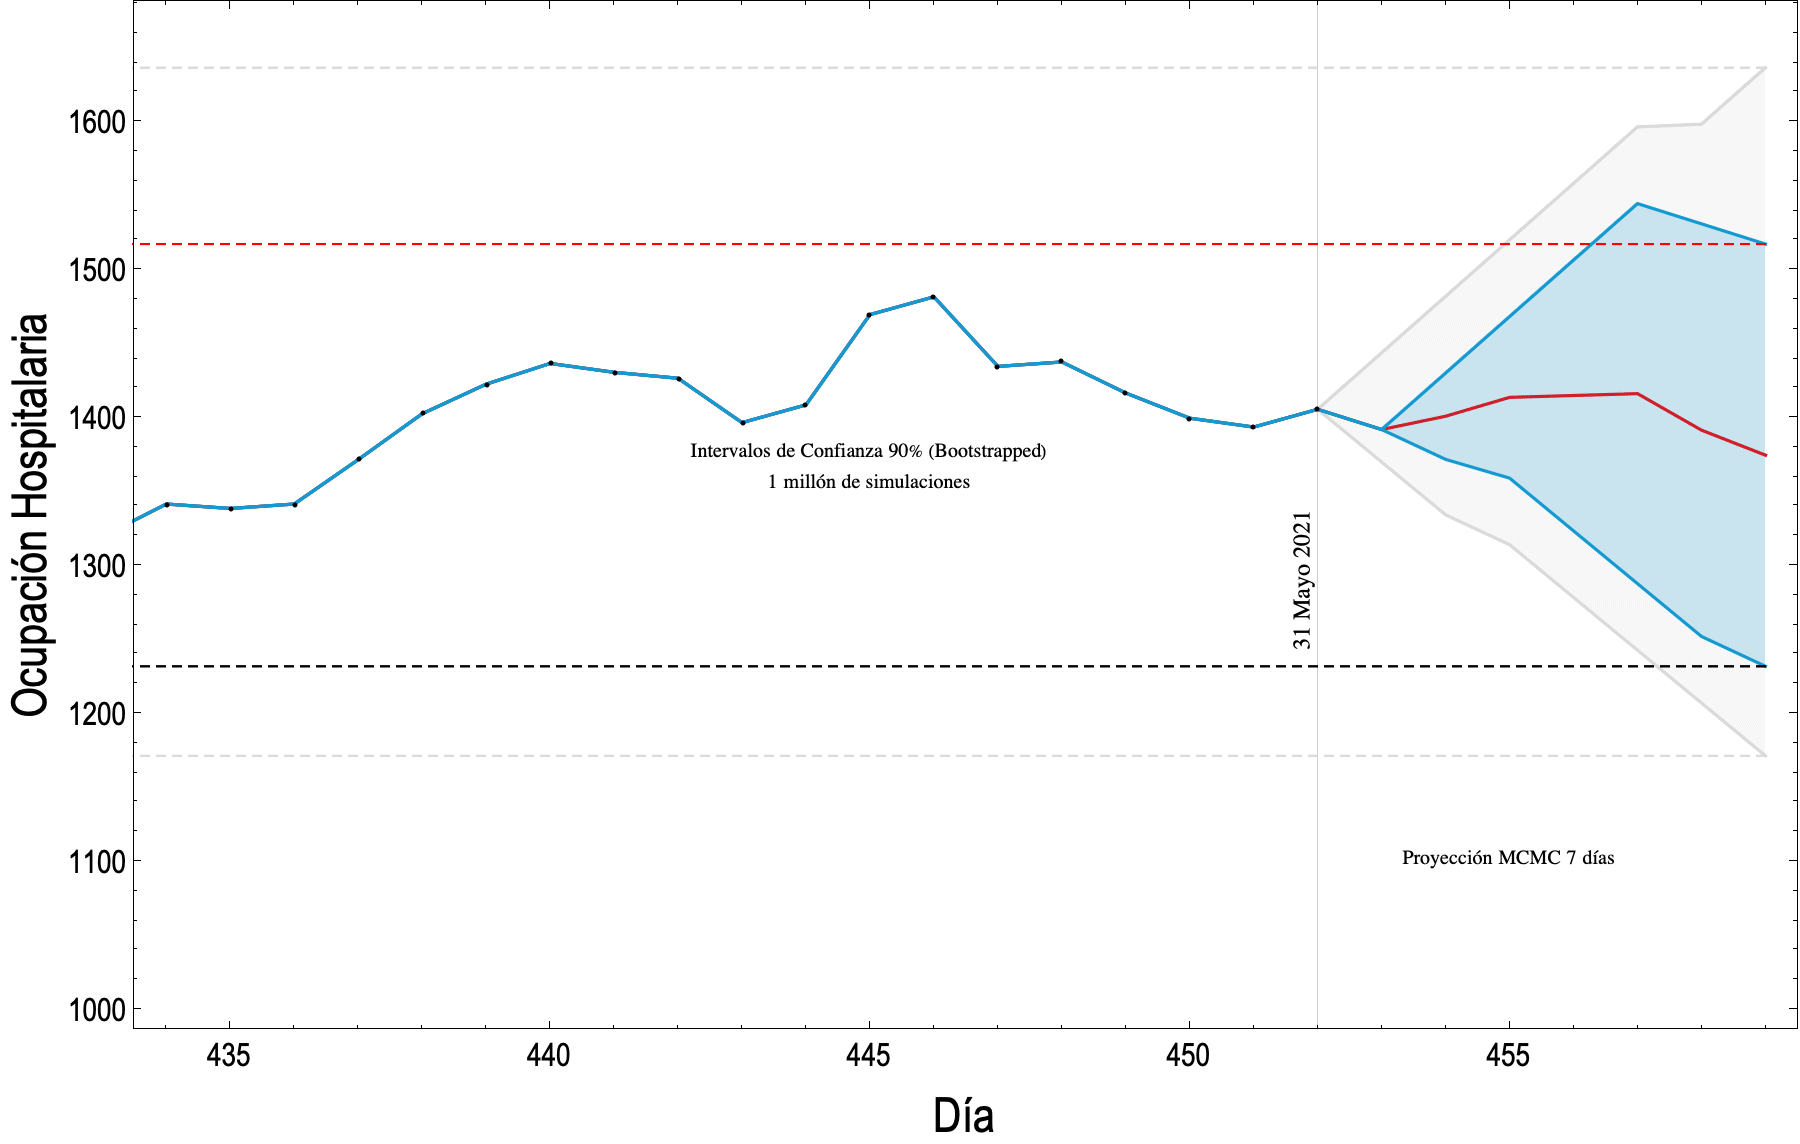 Ocupación Hospitalaria
1600
1500
1400
1300
1200
1100
1000
Intervalos de Confianza 90% (Bootstrapped)
1 millón de simulaciones
31 Mayo 2021
Proyección MCMC 7 días
435
440
445
450
455
Día